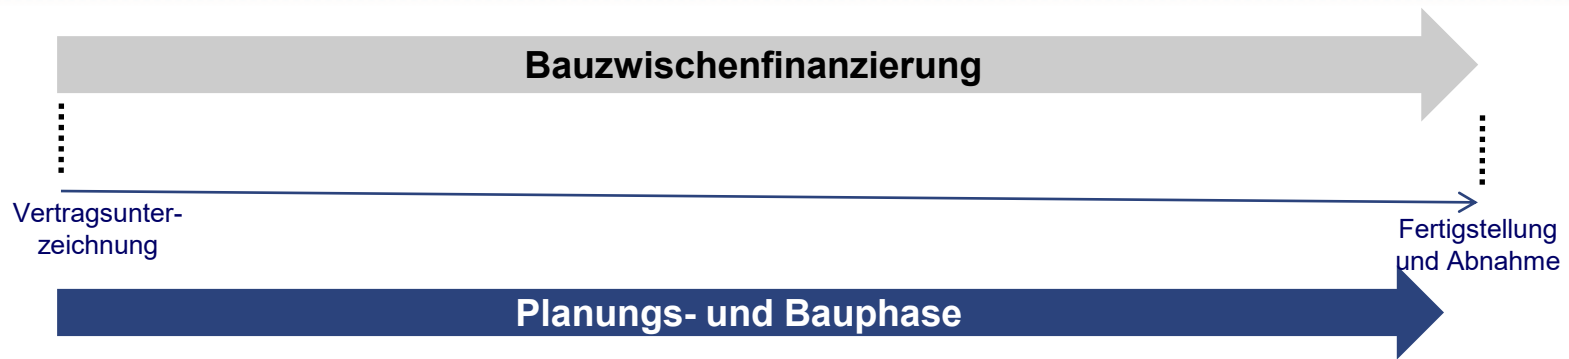 Bauzwischenfinanzierung
Vertragsunter-
zeichnung
Fertigstellung
und Abnahme
Planungs- und Bauphase